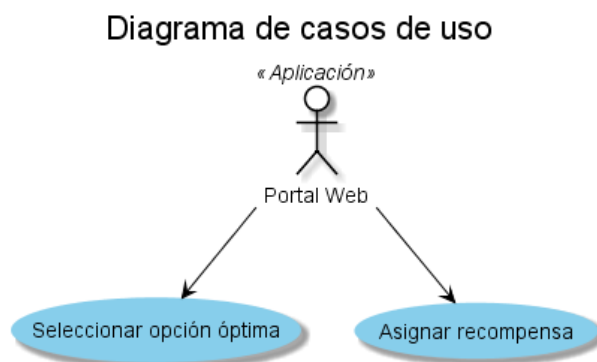 Diagrama de casos de uso
« Aplicación»
Portal Web
Seleccionar opción óptima
Asignar recompensa